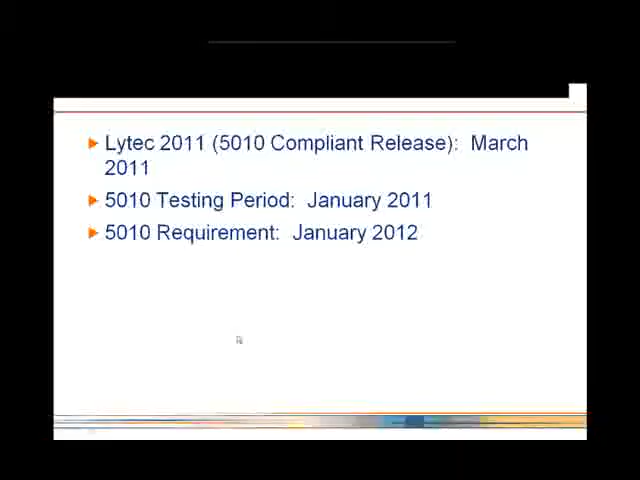 Lytec 2011 (5010 Compliant Release):  March
2011
5010 Testing Period:  January 2011
5010 Requirement:  January 2012